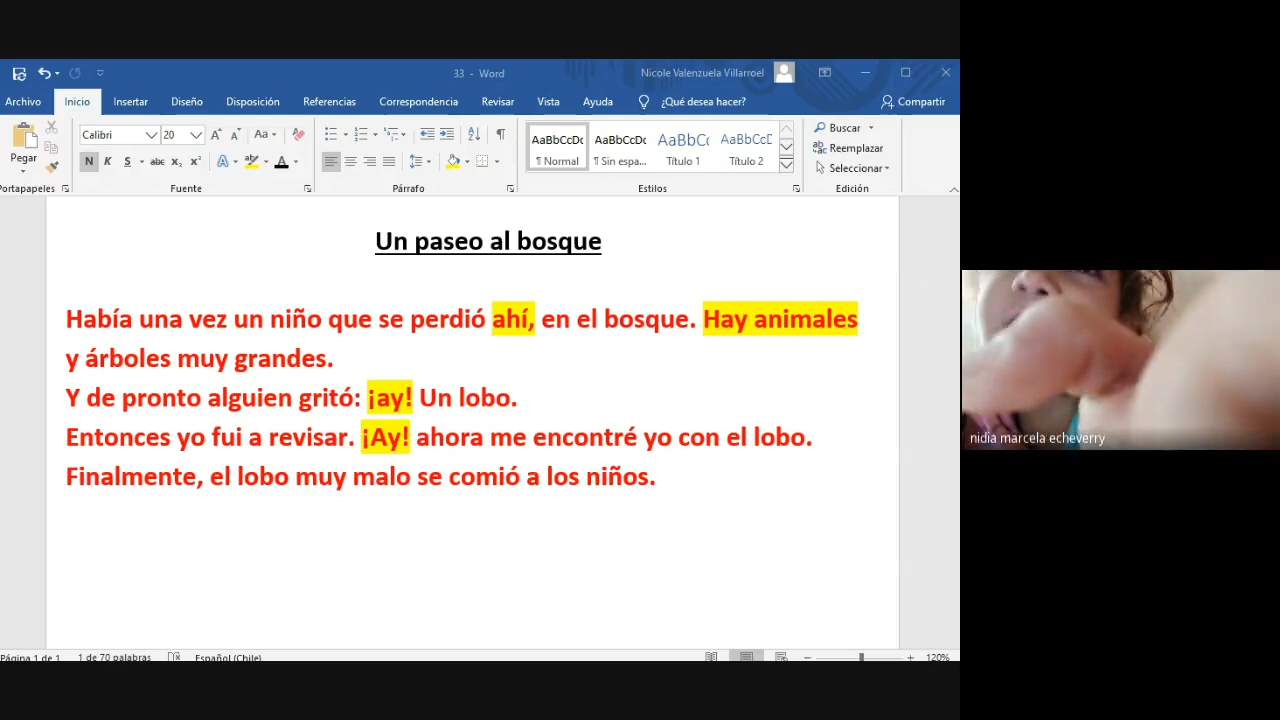 33 - Word
Nicole Valenzuela Villarroel
Archivo Inicio Insertar Diseño Disposición Referencias Correspondencia Revisar Vista Ayuda ¿Qué desea hacer? Compartir
Calibri 20 Aa AaBbCcDc AaBbCcDc AaBbCc AaBbCcD Buscar
Reemplazar
Pegar N K S abc x₂ x² A ab A ¶ Normal ¶ Sin espa... Título 1 Título 2 Seleccionar
Portapapeles Fuente Párrafo Estilos Edición
Un paseo al bosque
Había una vez un niño que se perdió ahí, en el bosque. Hay animales
y árboles muy grandes.
Y de pronto alguien gritó: ¡ay! Un lobo.
Entonces yo fui a revisar. ¡Ay! ahora me encontré yo con el lobo.
Finalmente, el lobo muy malo se comió a los niños.
nidia marcela echeverry
Página 1 de 1 1 de 70 palabras Español (Chile) 120%